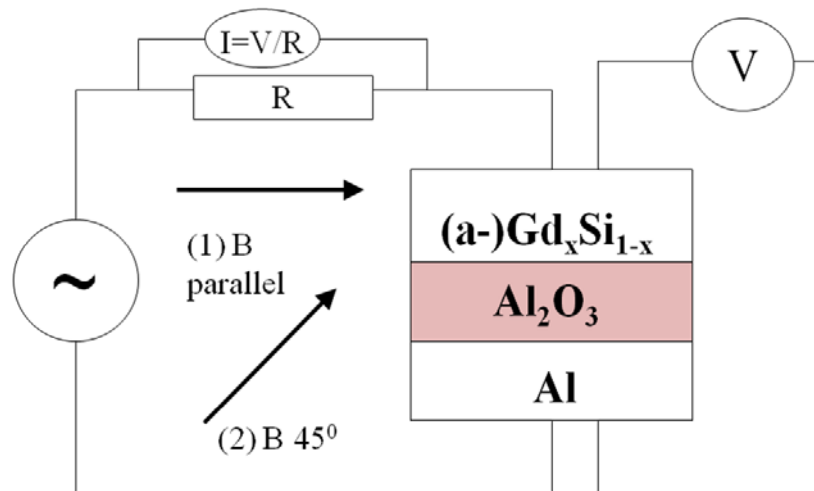 I=V/R
R
V
~
(1) B
parallel
(2) B 45⁰
(a-)GdₓSi₁₋ₓ
Al₂O₃
Al